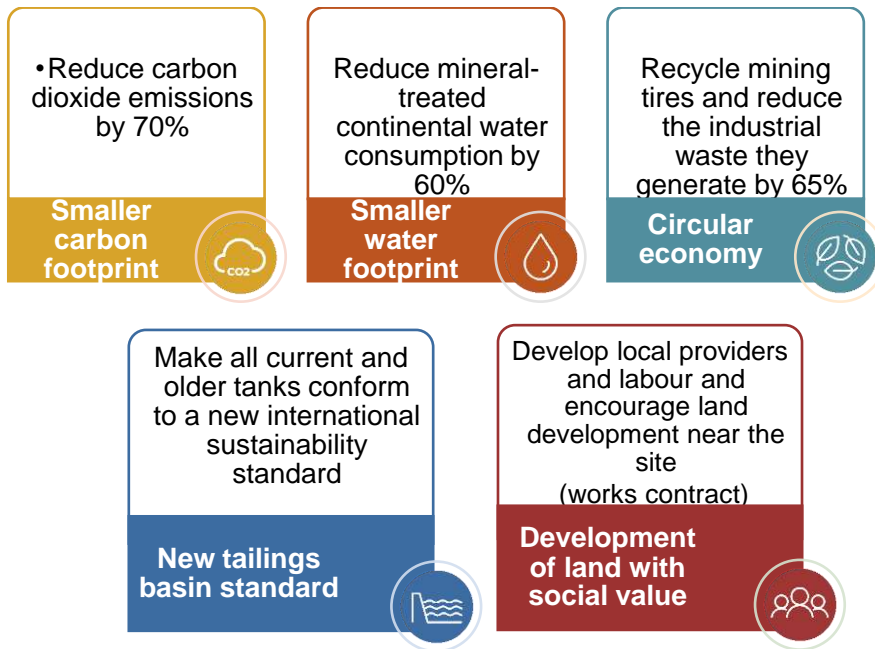 •Reduce carbon
dioxide emissions
by 70%
Smaller
carbon
footprint
CO2
Reduce mineral-
treated
continental water
consumption by
60%
Smaller
water
footprint
Recycle mining
tires and reduce
the industrial
waste they
generate by 65%
Circular
economy
Make all current and
older tanks conform
to a new international
sustainability
standard
New tailings
basin standard
Develop local providers
and labour and
encourage land
development near the
site
(works contract)
Development
of land with
social value